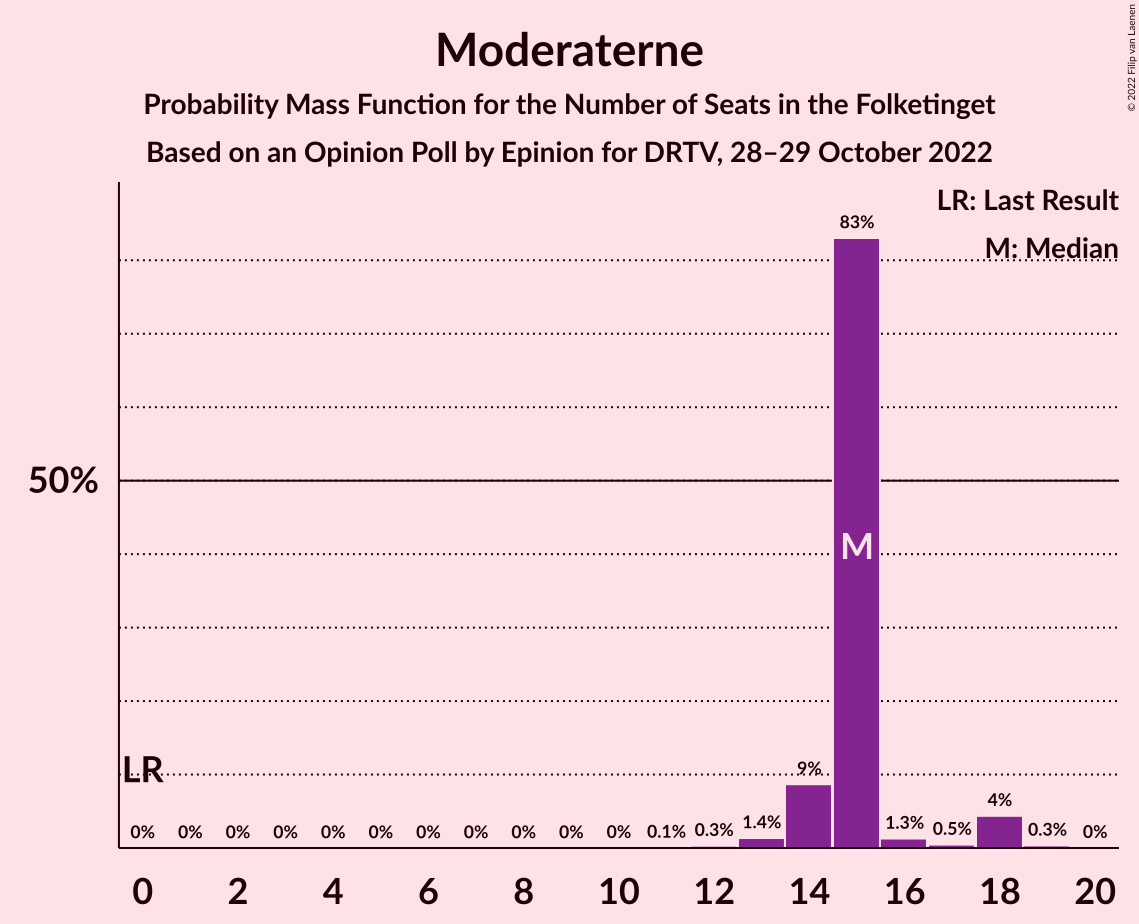 Moderaterne
Probability Mass Function for the Number of Seats in the Folketinget
Based on an Opinion Poll by Epinion for DRTV, 28–29 October 2022
© 2022 Filip van Laenen
LR: Last Result
M: Median
83%
50%
M
LR
0% 0% 0% 0% 0% 0% 0% 0% 0% 0% 0% 0.1% 0.3% 1.4% 9% 1.3% 0.5% 4% 0.3% 0%
0 2 4 6 8 10 12 14 16 18 20